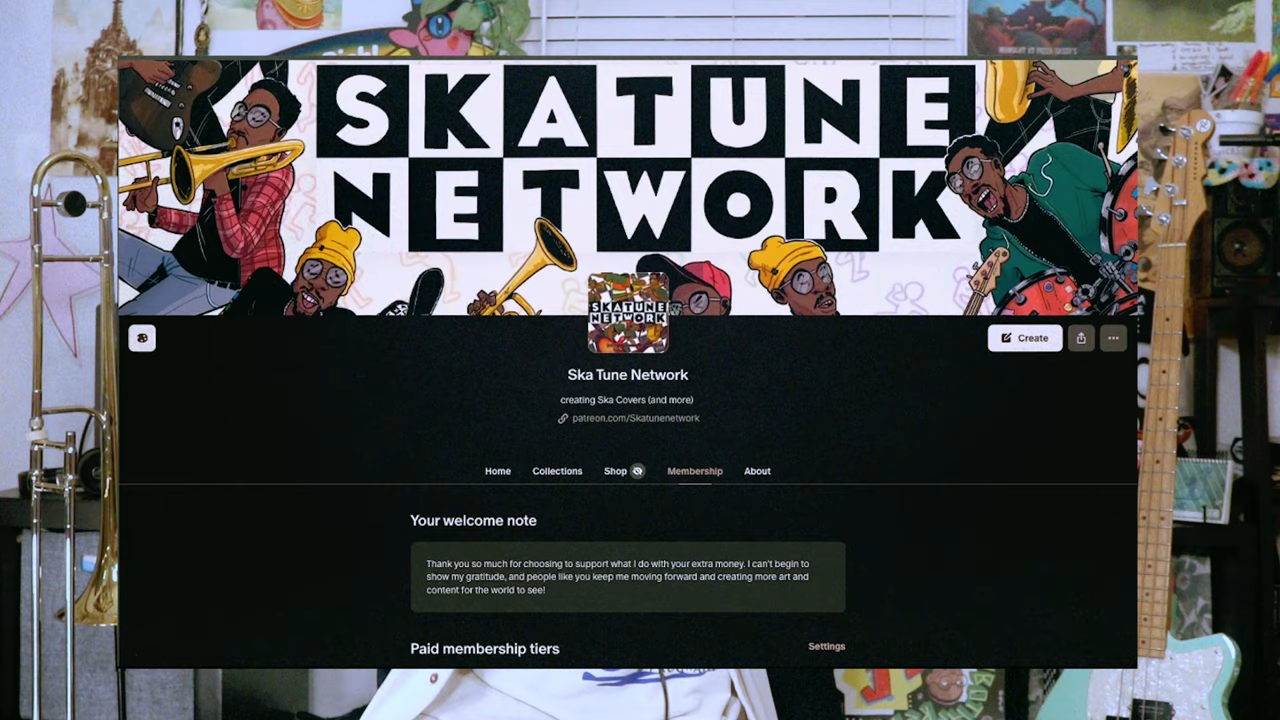 SKATUNE
NETWORK
SKATUNE
NETWORK
Create
Ska Tune Network
creating Ska Covers (and more)
patreon.com/Skatunenetwork
Home Collections Shop Membership About
Your welcome note
Thank you so much for choosing to support what I do with your extra money. I can't begin to
show my gratitude, and people like you keep me moving forward and creating more art and
content for the world to see!
Paid membership tiers Settings